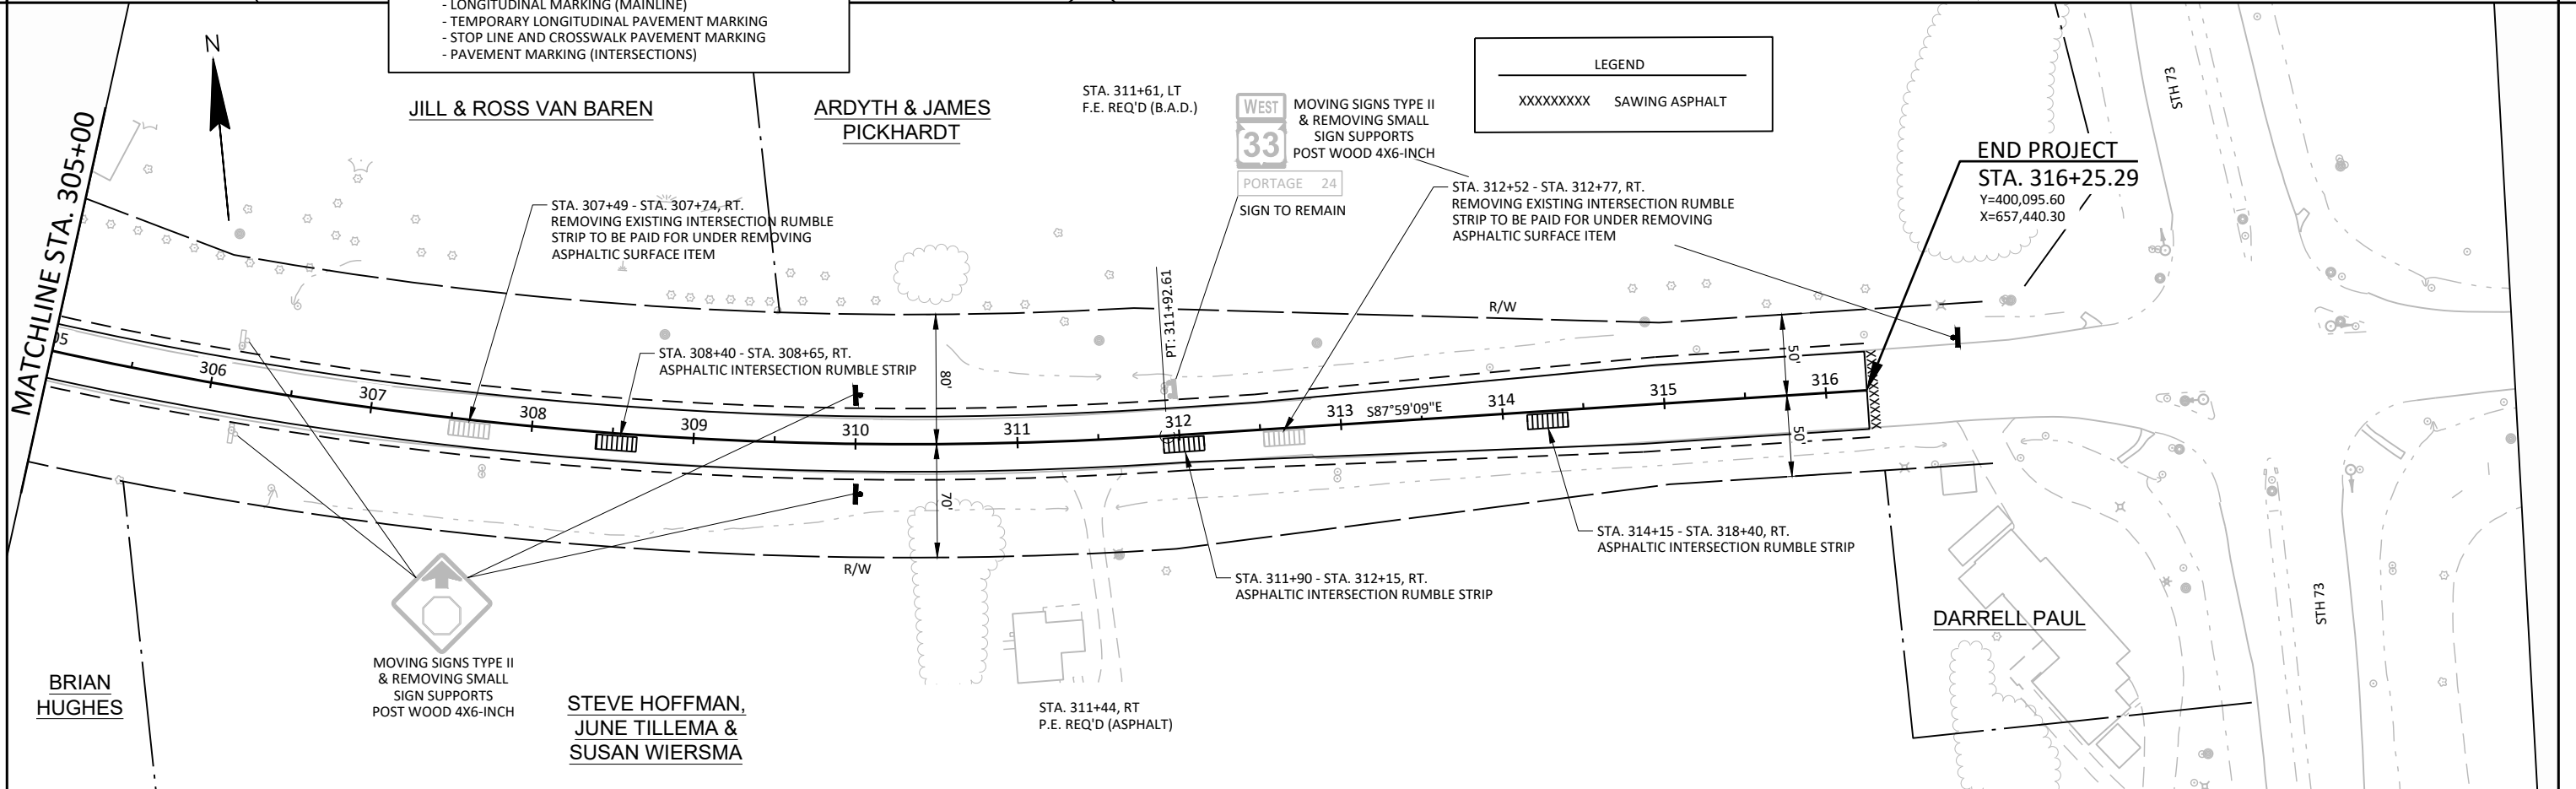 - LONGITUDINAL MARKING (MAINLINE)
- TEMPORARY LONGITUDINAL PAVEMENT MARKING
- STOP LINE AND CROSSWALK PAVEMENT MARKING
- PAVEMENT MARKING (INTERSECTIONS)
N
MATCHLINE STA. 305+00
JILL & ROSS VAN BAREN
ARDYTH & JAMES
PICKHARDT
STA. 311+61, LT
F.E. REQ'D (B.A.D.)
WEST
33
PORTAGE 24
SIGN TO REMAIN
MOVING SIGNS TYPE II
& REMOVING SMALL
SIGN SUPPORTS
POST WOOD 4X6-INCH
LEGEND
XXXXXXXXX SAWING ASPHALT
STH 73
END PROJECT
STA. 316+25.29
Y=400,095.60
X=657,440.30
STA. 307+49 - STA. 307+74, RT.
REMOVING EXISTING INTERSECTION RUMBLE
STRIP TO BE PAID FOR UNDER REMOVING
ASPHALTIC SURFACE ITEM
STA. 312+52 - STA. 312+77, RT.
REMOVING EXISTING INTERSECTION RUMBLE
STRIP TO BE PAID FOR UNDER REMOVING
ASPHALTIC SURFACE ITEM
PT: 311+92.61
R/W
STA. 308+40 - STA. 308+65, RT.
ASPHALTIC INTERSECTION RUMBLE STRIP
80'
50'
05
306
307
308
309
310
311
312
313
S87°59'09"E
314
315
316
70'
50'
R/W
STA. 314+15 - STA. 318+40, RT.
ASPHALTIC INTERSECTION RUMBLE STRIP
STA. 311+90 - STA. 312+15, RT.
ASPHALTIC INTERSECTION RUMBLE STRIP
STH 73
DARRELL PAUL
MOVING SIGNS TYPE II
& REMOVING SMALL
SIGN SUPPORTS
POST WOOD 4X6-INCH
BRIAN
HUGHES
STEVE HOFFMAN,
JUNE TILLEMA &
SUSAN WIERSMA
STA. 311+44, RT
P.E. REQ'D (ASPHALT)